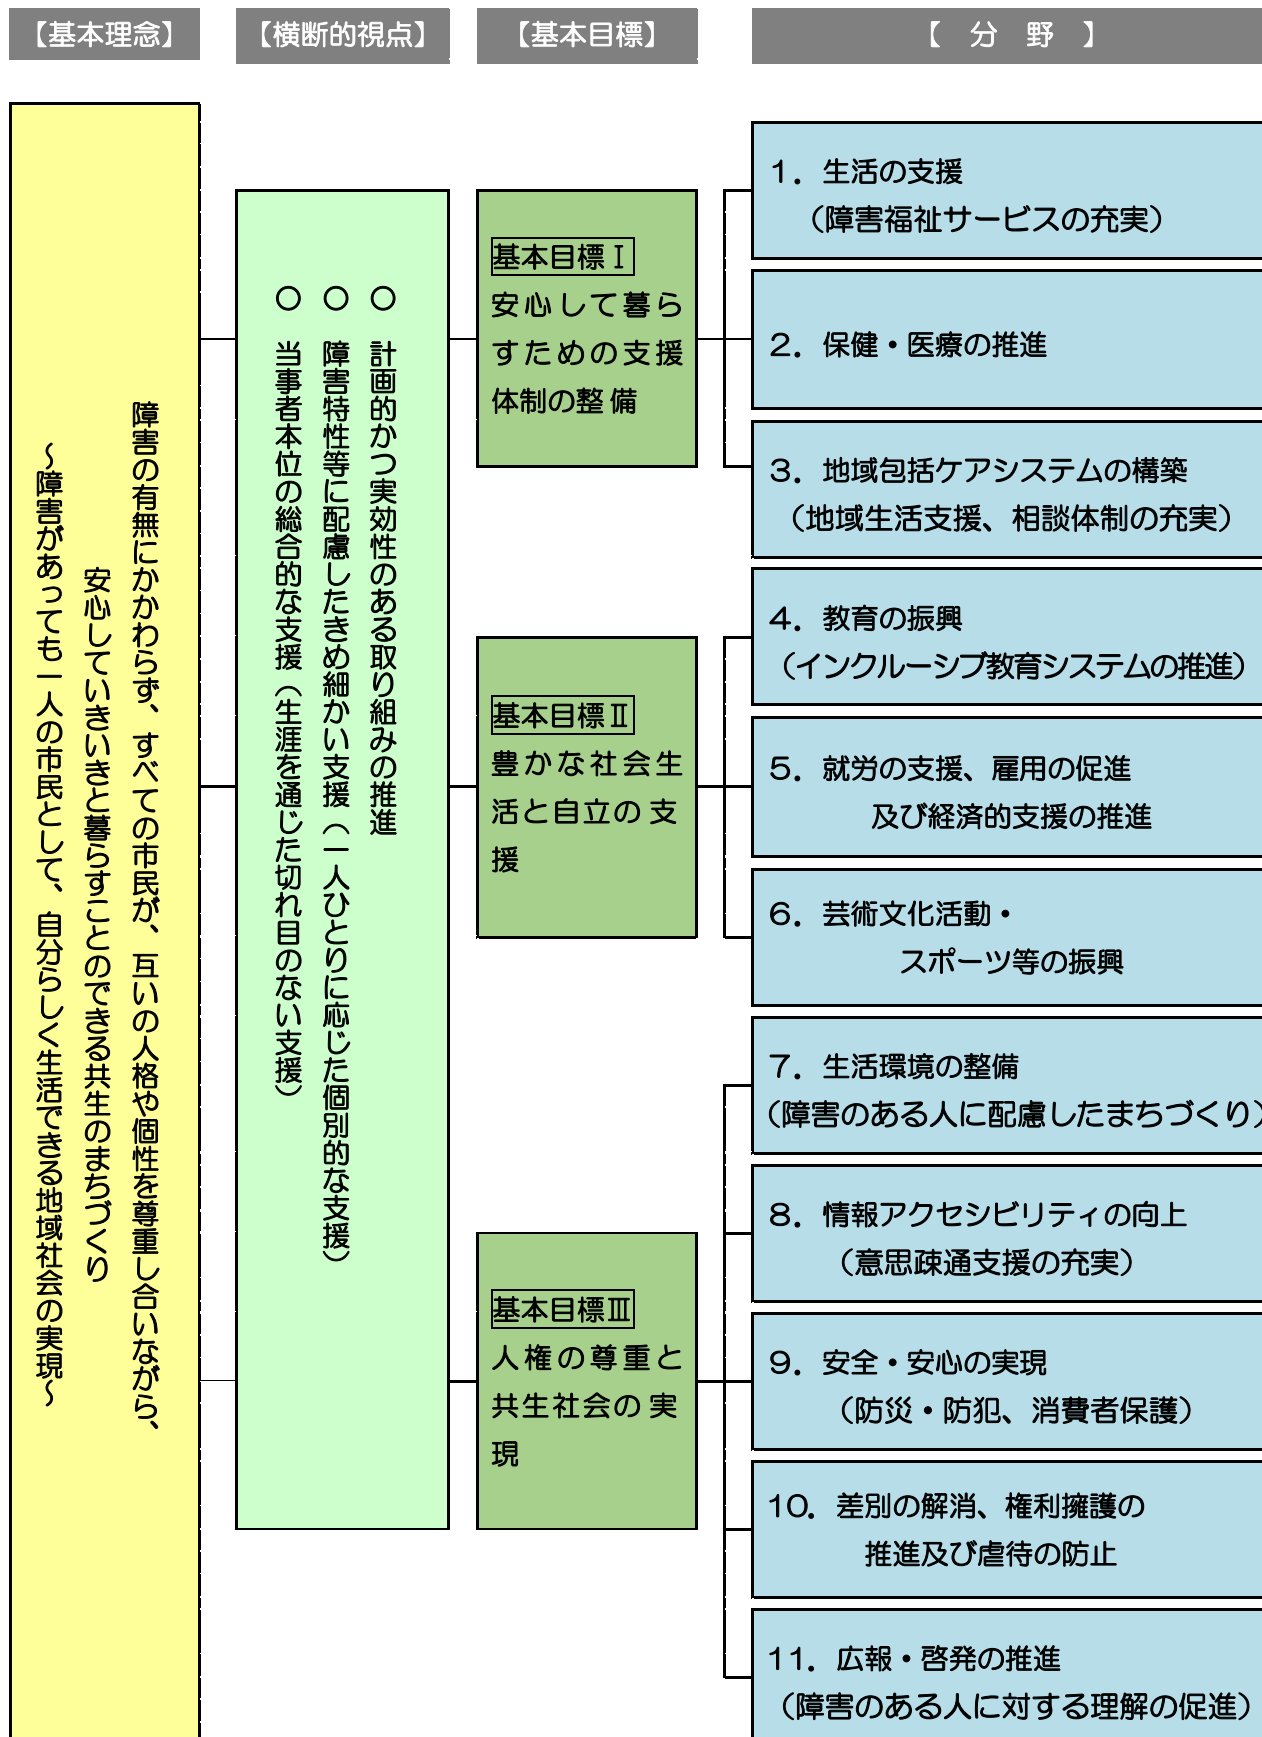 【基本理念】
【横断的視点】
【基本目標】
【　分　野　】
障害の有無にかかわらず、すべての市民が、互いの人格や個性を尊重し合いながら、
安心していきいきと暮らすことのできる共生のまちづくり
～障害があっても一人の市民として、自分らしく生活できる地域社会の実現～
○　計画的かつ実効性のある取り組みの推進
○　障害特性等に配慮したきめ細かい支援（一人ひとりに応じた個別的な支援）
○　当事者本位の総合的な支援（生涯を通じた切れ目のない支援）
基本目標Ⅰ
安心して暮ら
すための支援
体制の整備
基本目標Ⅱ
豊かな社会生
活と自立の支
援
基本目標Ⅲ
人権の尊重と
共生社会の実
現
１．生活の支援
（障害福祉サービスの充実）
２．保健・医療の推進
３．地域包括ケアシステムの構築
（地域生活支援、相談体制の充実）
４．教育の振興
（インクルーシブ教育システムの推進）
５．就労の支援、雇用の促進
及び経済的支援の推進
６．芸術文化活動・
スポーツ等の振興
７．生活環境の整備
（障害のある人に配慮したまちづくり）
８．情報アクセシビリティの向上
（意思疎通支援の充実）
９．安全・安心の実現
（防災・防犯、消費者保護）
10．差別の解消、権利擁護の
推進及び虐待の防止
11．広報・啓発の推進
（障害のある人に対する理解の促進）